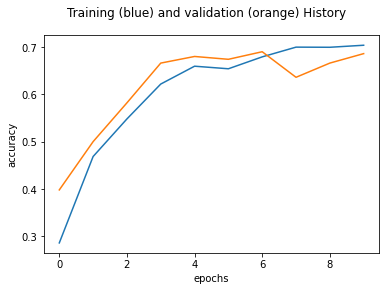 Training (blue) and validation (orange) History
0.7
0.6
0.5
0.4
0.3
accuracy
0 2 4 6 8
epochs